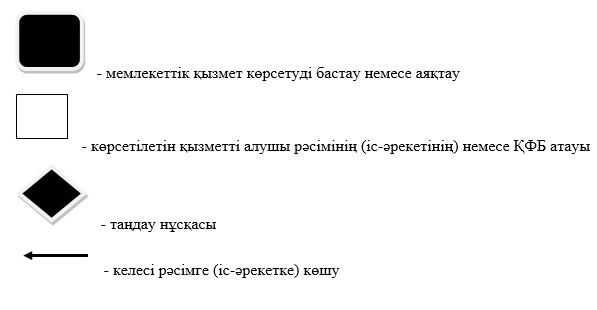 - мемлекеттік қызмет көрсетуді бастау немесе аяқтау
- көрсетілетін қызметті алушы рәсімінің (іс-әрекетінің) немесе ҚФБ атауы
- таңдау нұсқасы
- келесі рәсімге (іс-әрекетке) көшу